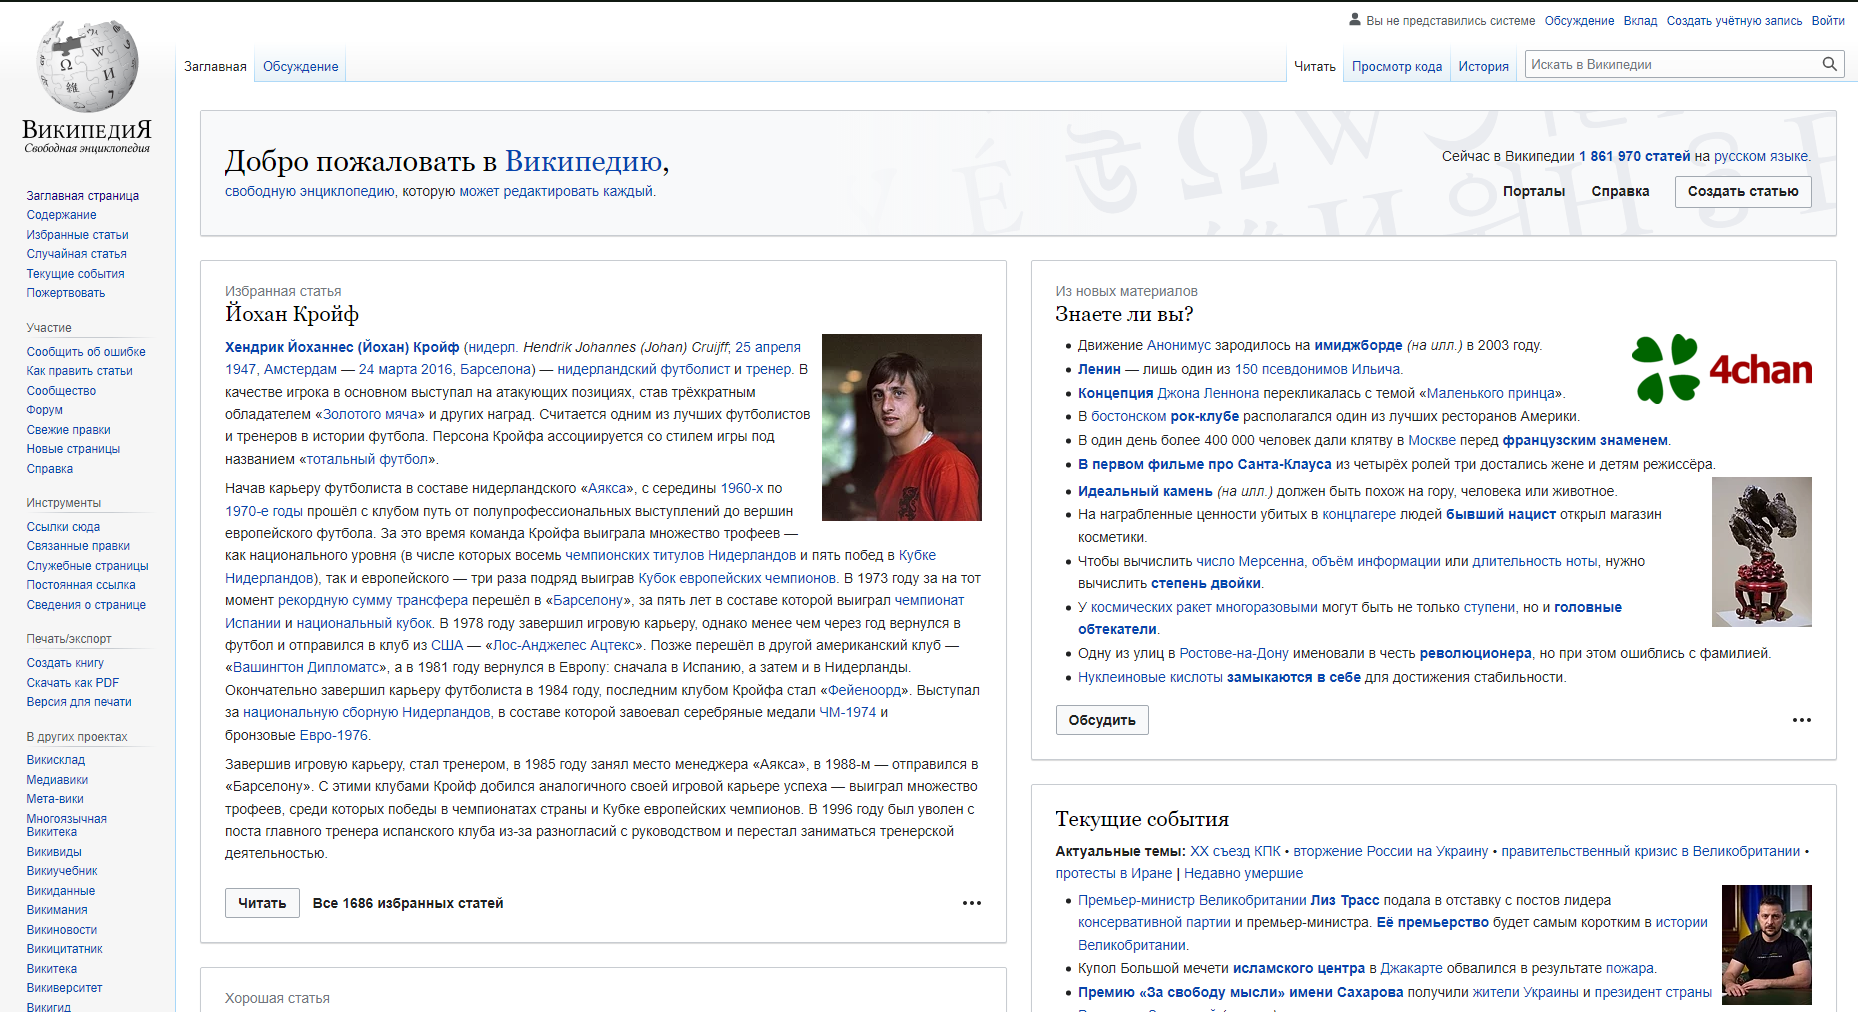 Вы не представились системе Обсуждение Вклад Создать учётную запись Войти
Заглавная Обсуждение Читать Просмотр кода История Искать в Википедии
ВикипедиЯ
Свободная энциклопедия
Заглавная страница
Содержание
Избранные статьи
Случайная статья
Текущие события
Пожертвовать
Участие
Сообщить об ошибке
Как править статьи
Сообщество
Форум
Свежие правки
Новые страницы
Справка
Инструменты
Ссылки сюда
Связанные правки
Служебные страницы
Постоянная ссылка
Сведения о странице
Печать/экспорт
Создать книгу
Скачать как PDF
Версия для печати
В других проектах
Викисклад
Медиавики
Мета-вики
Многоязычная
Викитека
Викивиды
Викиучебник
Викиданные
Викимания
Викиновости
Викицитатник
Викитека
Викиверситет
Викигид
Добро пожаловать в Википедию,
свободную энциклопедию, которую может редактировать каждый.
Сейчас в Википедии 1 861 970 статей на русском языке.
Порталы Справка Создать статью
Избранная статья
Йохан Кройф
Хендрик Йоханнес (Йохан) Кройф (нидерл. Hendrik Johannes (Johan) Cruijff; 25 апреля
1947, Амстердам — 24 марта 2016, Барселона) — нидерландский футболист и тренер. В
качестве игрока в основном выступал на атакующих позициях, став трёхкратным
обладателем «Золотого мяча» и других наград. Считается одним из лучших футболистов
и тренеров в истории футбола. Персона Кройфа ассоциируется со стилем игры под
названием «тотальный футбол».
Начав карьеру футболиста в составе нидерландского «Аякса», с середины 1960-х по
1970-е годы прошёл с клубом путь от полупрофессиональных выступлений до вершин
европейского футбола. За это время команда Кройфа выиграла множество трофеев —
как национального уровня (в числе которых восемь чемпионских титулов Нидерландов и пять побед в Кубке
Нидерландов), так и европейского — три раза подряд выиграв Кубок европейских чемпионов. В 1973 году за на тот
момент рекордную сумму трансфера перешёл в «Барселону», за пять лет в составе которой выиграл чемпионат
Испании и национальный кубок. В 1978 году завершил игровую карьеру, однако менее чем через год вернулся в
футбол и отправился в клуб из США — «Лос-Анджелес Ацтекс». Позже перешёл в другой американский клуб —
«Вашингтон Дипломатс», а в 1981 году вернулся в Европу: сначала в Испанию, а затем и в Нидерланды.
Окончательно завершил карьеру футболиста в 1984 году, последним клубом Кройфа стал «Фейеноорд». Выступал
за национальную сборную Нидерландов, в составе которой завоевал серебряные медали ЧМ-1974 и
бронзовые Евро-1976.
Завершив игровую карьеру, стал тренером, в 1985 году занял место менеджера «Аякса», в 1988-м — отправился в
«Барселону». С этими клубами Кройф добился аналогичного своей игровой карьере успеха — выиграл множество
трофеев, среди которых победы в чемпионатах страны и Кубке европейских чемпионов. В 1996 году был уволен с
поста главного тренера испанского клуба из-за разногласий с руководством и перестал заниматься тренерской
деятельностью.
Читать Все 1686 избранных статей
Хорошая статья
Из новых материалов
Знаете ли вы?
4chan
Движение Анонимус зародилось на имиджборде (на илл.) в 2003 году.
Ленин — лишь один из 150 псевдонимов Ильича.
Концепция Джона Леннона перекликалась с темой «Маленького принца».
В бостонском рок-клубе располагался один из лучших ресторанов Америки.
В один день более 400 000 человек дали клятву в Москве перед французским знаменем.
В первом фильме про Санта-Клауса из четырёх ролей три достались жене и детям режиссёра.
Идеальный камень (на илл.) должен быть похож на гору, человека или животное.
На награбленные ценности убитых в концлагере людей бывший нацист открыл магазин
косметики.
Чтобы вычислить число Мерсенна, объём информации или длительность ноты, нужно
вычислить степень двойки.
У космических ракет многоразовыми могут быть не только ступени, но и головные
обтекатели.
Одну из улиц в Ростове-на-Дону именовали в честь революционера, но при этом ошиблись с фамилией.
Нуклеиновые кислоты замыкаются в себе для достижения стабильности.
Обсудить
Текущие события
Актуальные темы: XX съезд КПК • вторжение России на Украину • правительственный кризис в Великобритании •
протесты в Иране | Недавно умершие
Премьер-министр Великобритании Лиз Трасс подала в отставку с постов лидера
консервативной партии и премьер-министра. Её премьерство будет самым коротким в истории
Великобритании.
Купол Большой мечети исламского центра в Джакарте обвалился в результате пожара.
Премию «За свободу мысли» имени Сахарова получили жители Украины и президент страны